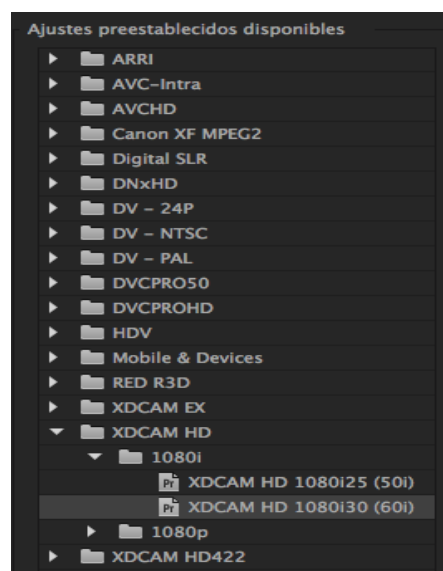 Ajustes preestablecidos disponibles
ARRI
AVC-Intra
AVCHD
Canon XF MPEG2
Digital SLR
DNxHD
DV - 24P
DV - NTSC
DV - PAL
DVCPRO50
DVCPROHD
HDV
Mobile & Devices
RED R3D
XDCAM EX
XDCAM HD
1080i
Pr XDCAM HD 1080i25 (50i)
Pr XDCAM HD 1080i30 (60i)
1080p
XDCAM HD422